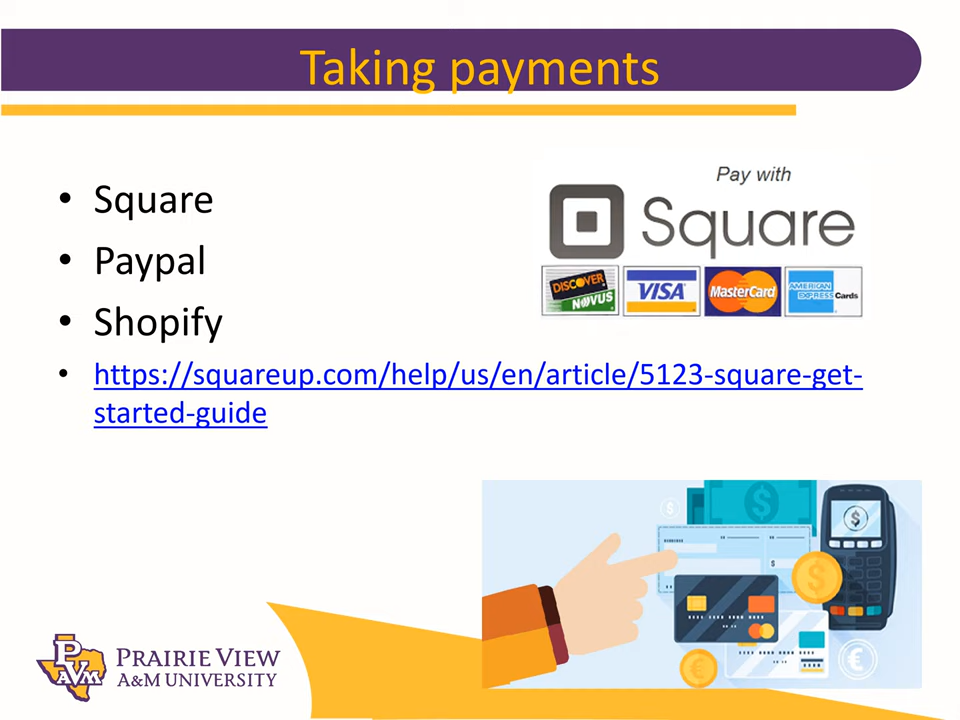 Taking payments
• Square
• Paypal
• Shopify
• https://squareup.com/help/us/en/article/5123-square-get-
started-guide
Pay with
Square
DISCOVER
NOVUS
VISA
MasterCard
AMERICAN
EXPRESS Cards
$
$
$
$
$
€
€
PVAM
PRAIRIE VIEW
A&M UNIVERSITY